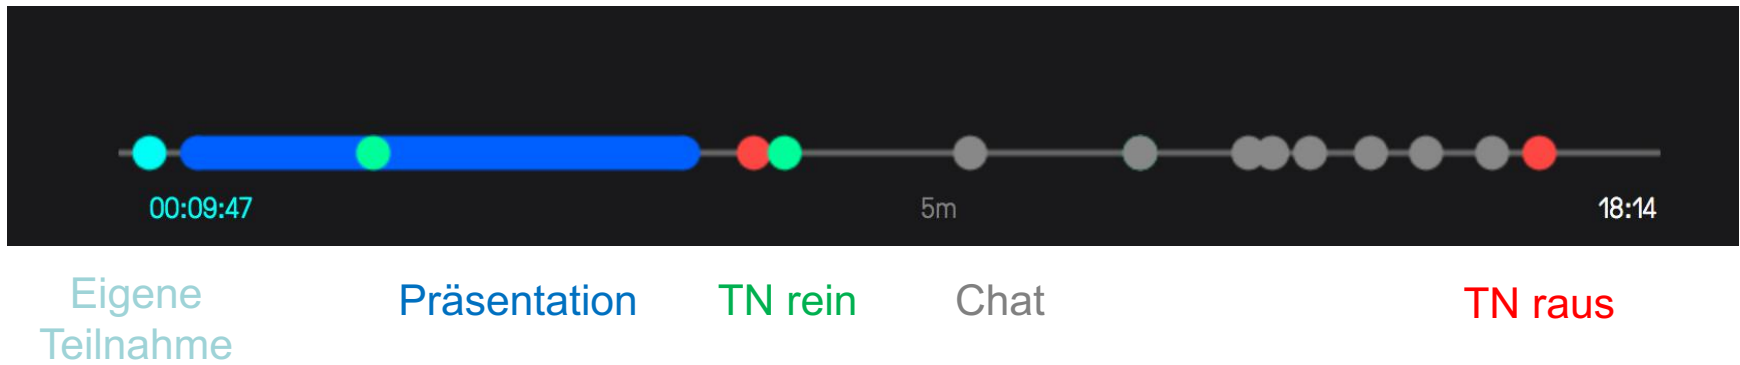 00:09:47
5m
18:14
Eigene
Teilnahme
Präsentation
TN rein
Chat
TN raus